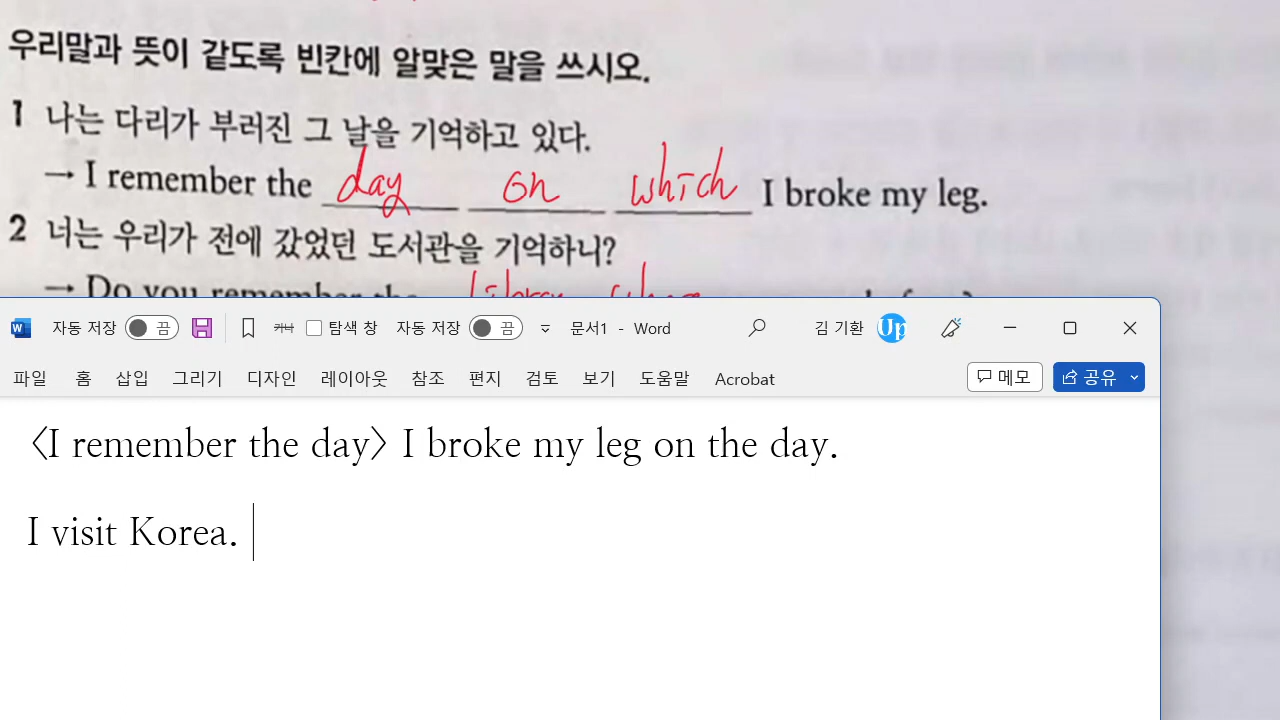 우리말과 뜻이 같도록 빈칸에 알맞은 말을 쓰시오.
1 나는 다리가 부러진 그 날을 기억하고 있다.
→ I remember the day on which I broke my leg.
2 너는 우리가 전에 갔었던 도서관을 기억하니?
→ Do you remember the
자동 저장 끔 탐색 창 자동 저장 끔 문서1 - Word 김 기환 Up
파일 홈 삽입 그리기 디자인 레이아웃 참조 편지 검토 보기 도움말 Acrobat 메모 공유
〈I remember the day〉 I broke my leg on the day.
I visit Korea.